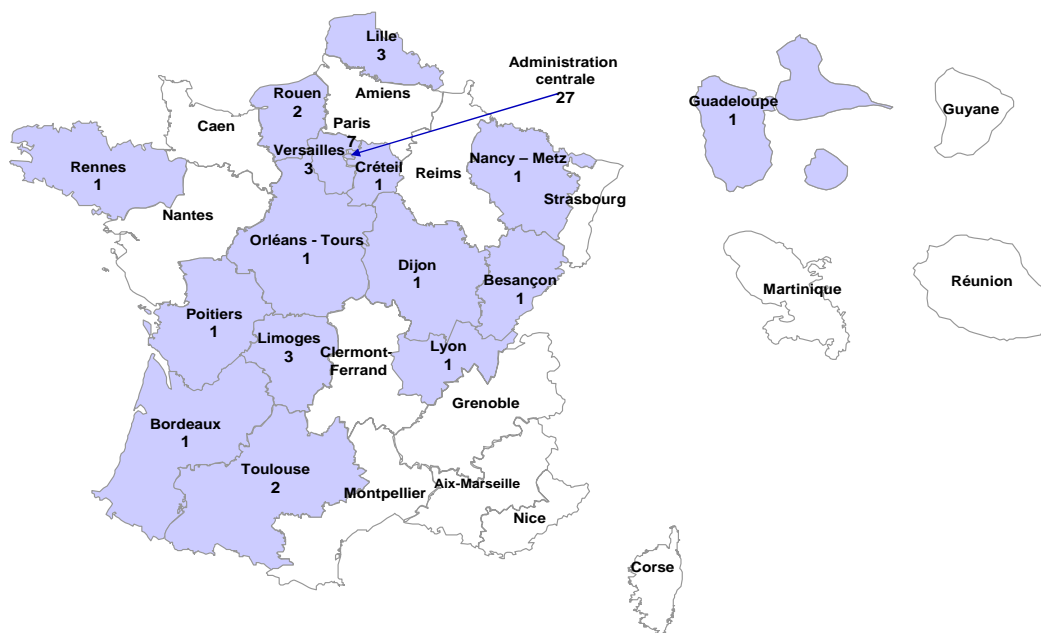 Lille
3
Administration
centrale
27
Rouen
2
Amiens
Guadeloupe
1
Guyane
Caen
Paris
7
Versailles
3
Créteil
1
Reims
Nancy – Metz
1
Rennes
1
Strasbourg
Nantes
Orléans - Tours
1
Dijon
1
Besançon
1
Martinique
Réunion
Poitiers
1
Limoges
3
Clermont-
Ferrand
Lyon
1
Grenoble
Bordeaux
1
Toulouse
2
Montpellier
Aix-Marseille
Nice
Corse